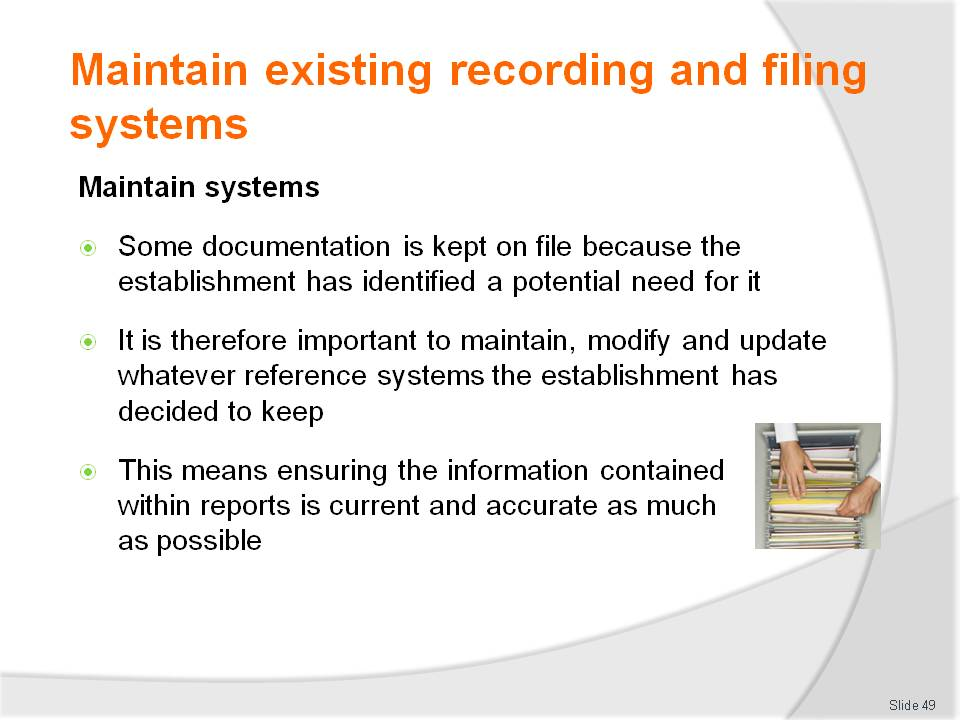 Maintain existing recording and filing
systems
Maintain systems
Some documentation is kept on file because the
establishment has identified a potential need for it
It is therefore important to maintain, modify and update
whatever reference systems the establishment has
decided to keep
This means ensuring the information contained
within reports is current and accurate as much
as possible
Slide 49